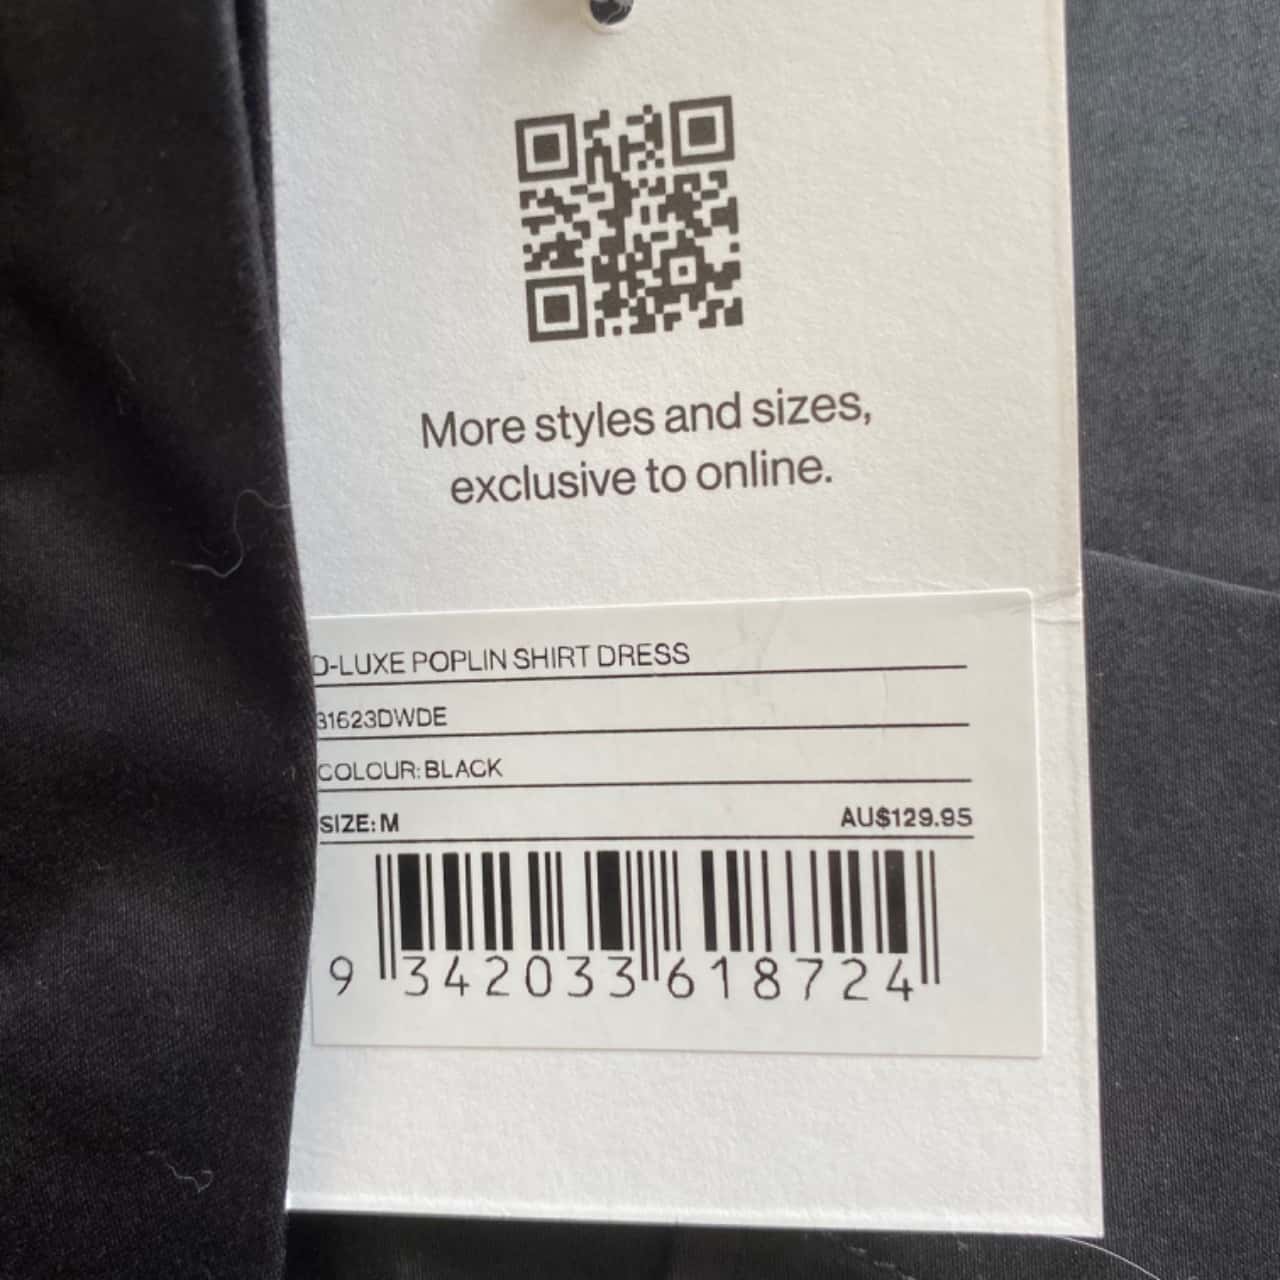 More styles and sizes,
exclusive to online.
D-LUXE POPLIN SHIRT DRESS
31623DWDE
COLOUR: BLACK
SIZE: M AU$129.95
9 342033 618724